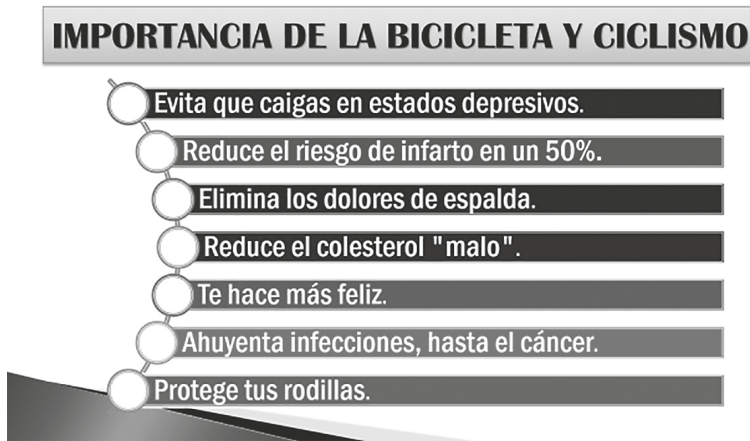 IMPORTANCIA DE LA BICICLETA Y CICLISMO
Evita que caigas en estados depresivos.
Reduce el riesgo de infarto en un 50%.
Elimina los dolores de espalda.
Reduce el colesterol "malo".
Te hace más feliz.
Ahuyenta infecciones, hasta el cáncer.
Protege tus rodillas.